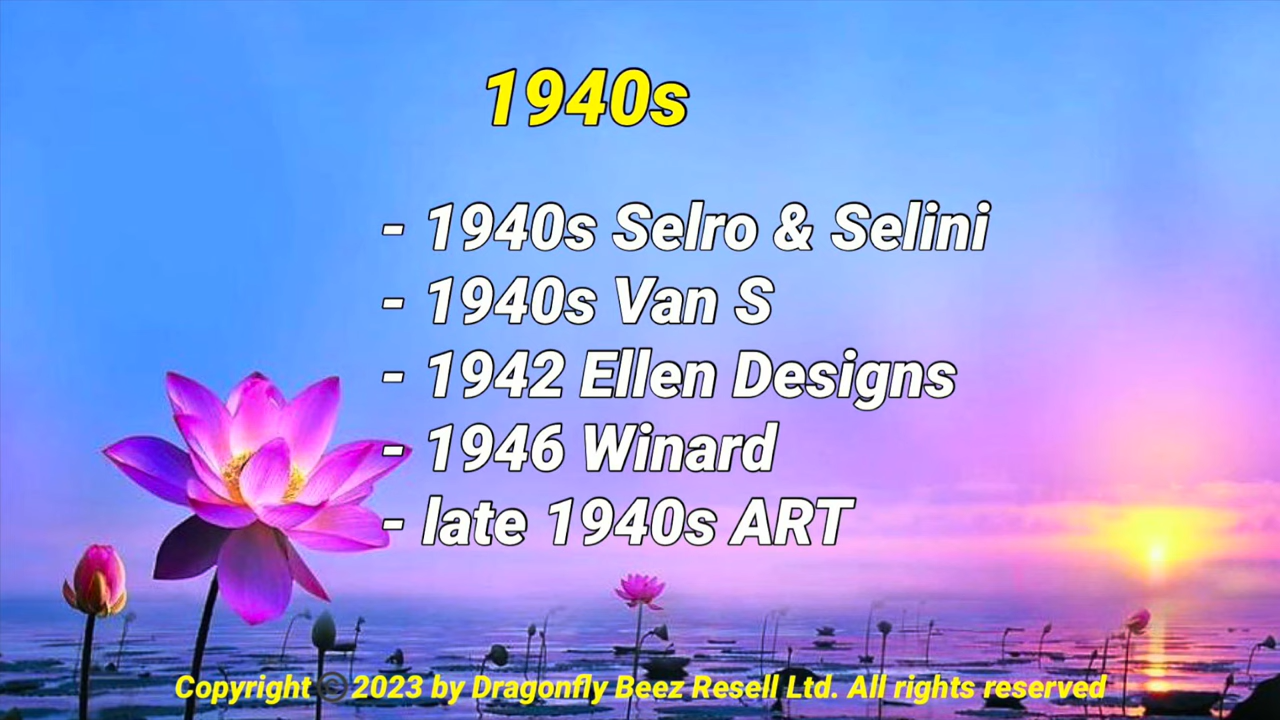 1940s
- 1940s Selro & Selini
- 1940s Van S
- 1942 Ellen Designs
- 1946 Winard
- late 1940s ART
Copyright © 2023 by Dragonfly Beez Resell Ltd. All rights reserved